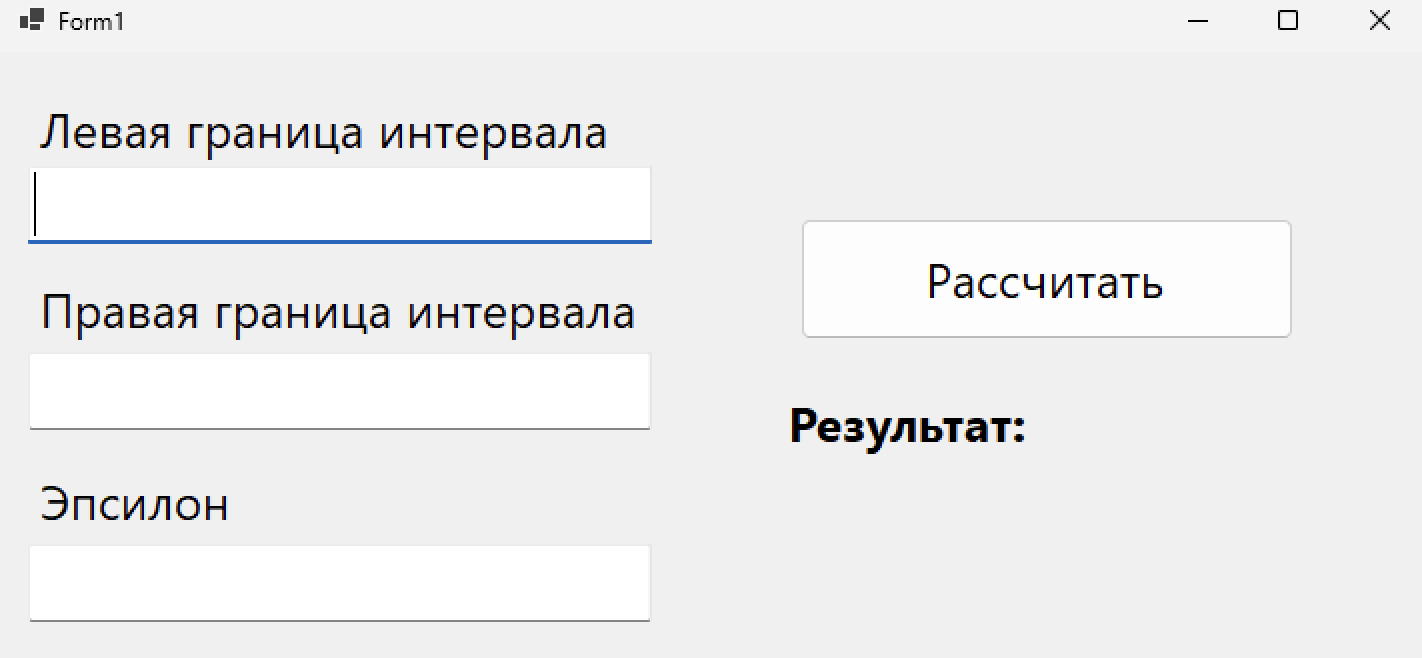 Form1
Левая граница интервала
Правая граница интервала
Эпсилон
Рассчитать
Результат: